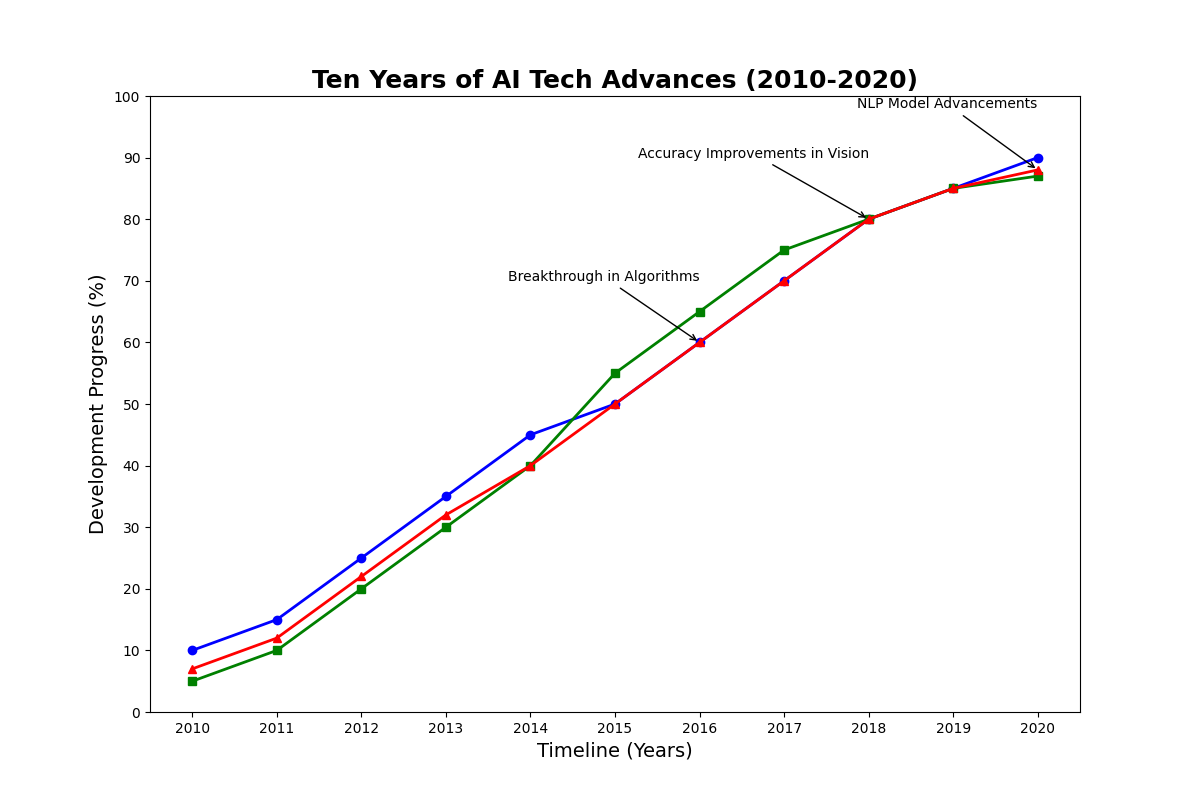 Ten Years of AI Tech Advances (2010-2020)
NLP Model Advancements
Accuracy Improvements in Vision
Breakthrough in Algorithms
Development Progress (%)
100
90
80
70
60
50
40
30
20
10
0
2010 2011 2012 2013 2014 2015 2016 2017 2018 2019 2020
Timeline (Years)